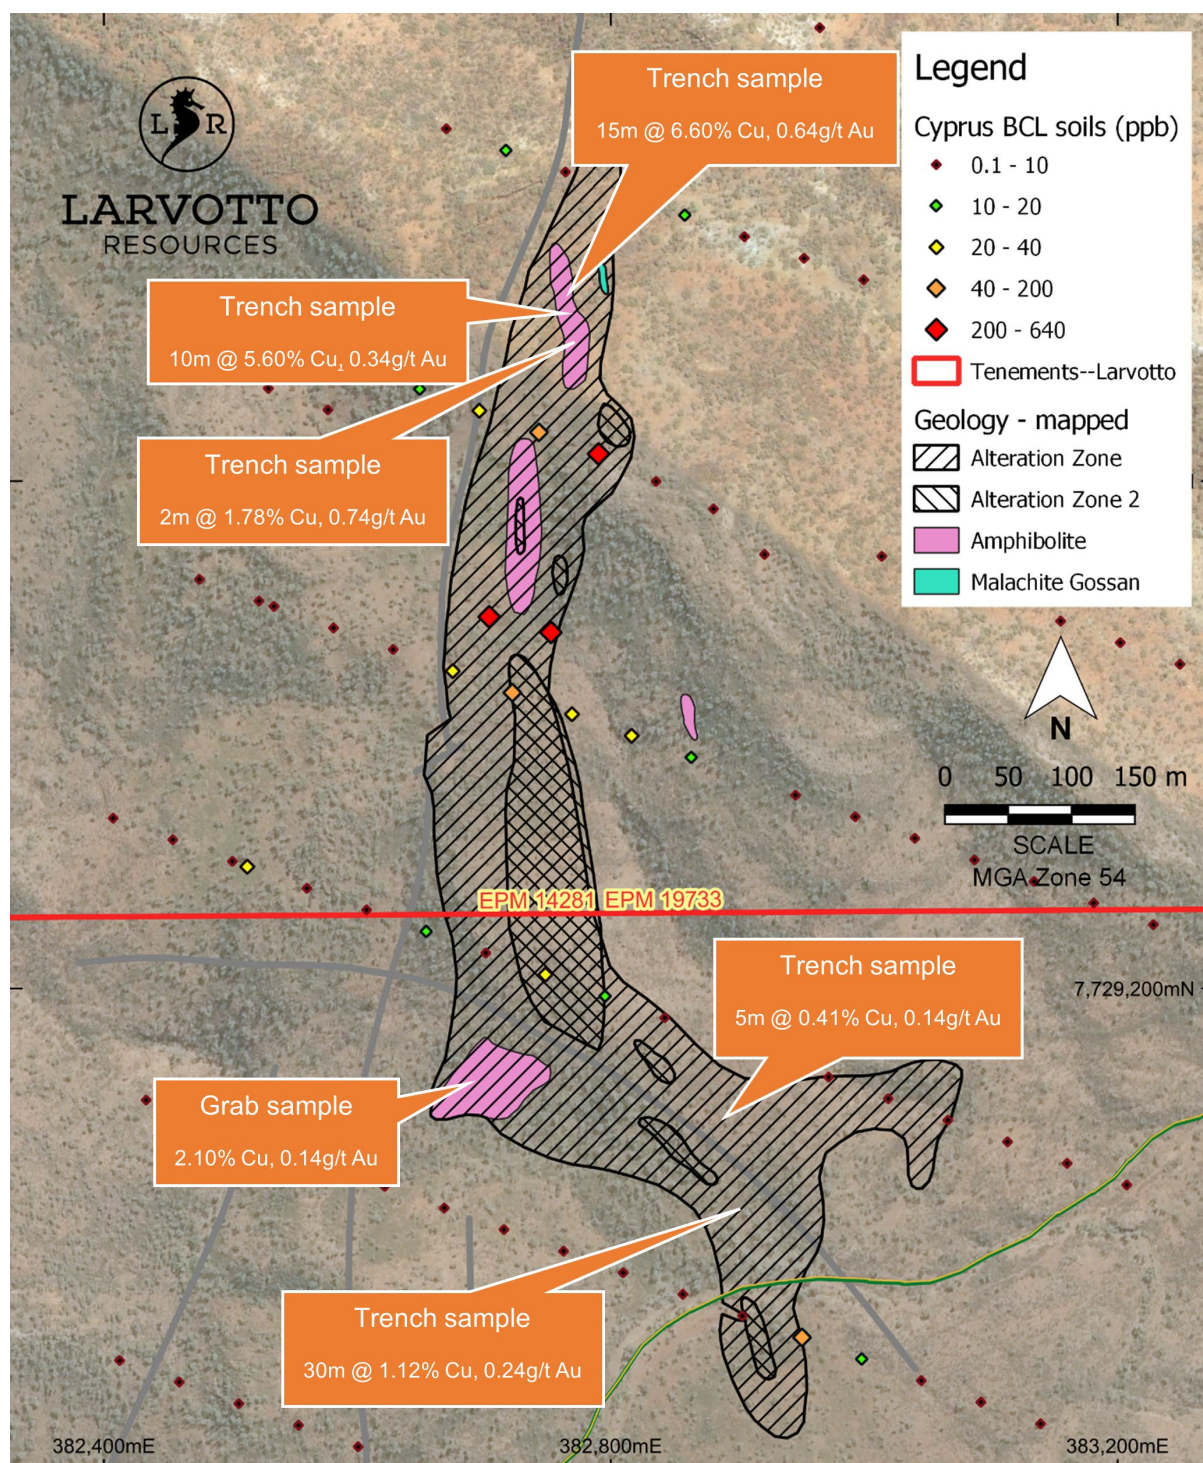 L R
LARVOTTO
RESOURCES
Trench sample
15m @ 6.60% Cu, 0.64g/t Au
Legend
Cyprus BCL soils (ppb)
0.1 - 10
10 - 20
20 - 40
40 - 200
200 - 640
Tenements--Larvotto
Geology - mapped
Alteration Zone
Alteration Zone 2
Amphibolite
Malachite Gossan
Trench sample
10m @ 5.60% Cu, 0.34g/t Au
Trench sample
2m @ 1.78% Cu, 0.74g/t Au
N
0 50 100 150 m
SCALE
MGA Zone 54
EPM 14281 EPM 19733
Trench sample
5m @ 0.41% Cu, 0.14g/t Au
7,729,200mN
Grab sample
2.10% Cu, 0.14g/t Au
Trench sample
30m @ 1.12% Cu, 0.24g/t Au
382,400mE
382,800mE
383,200mE